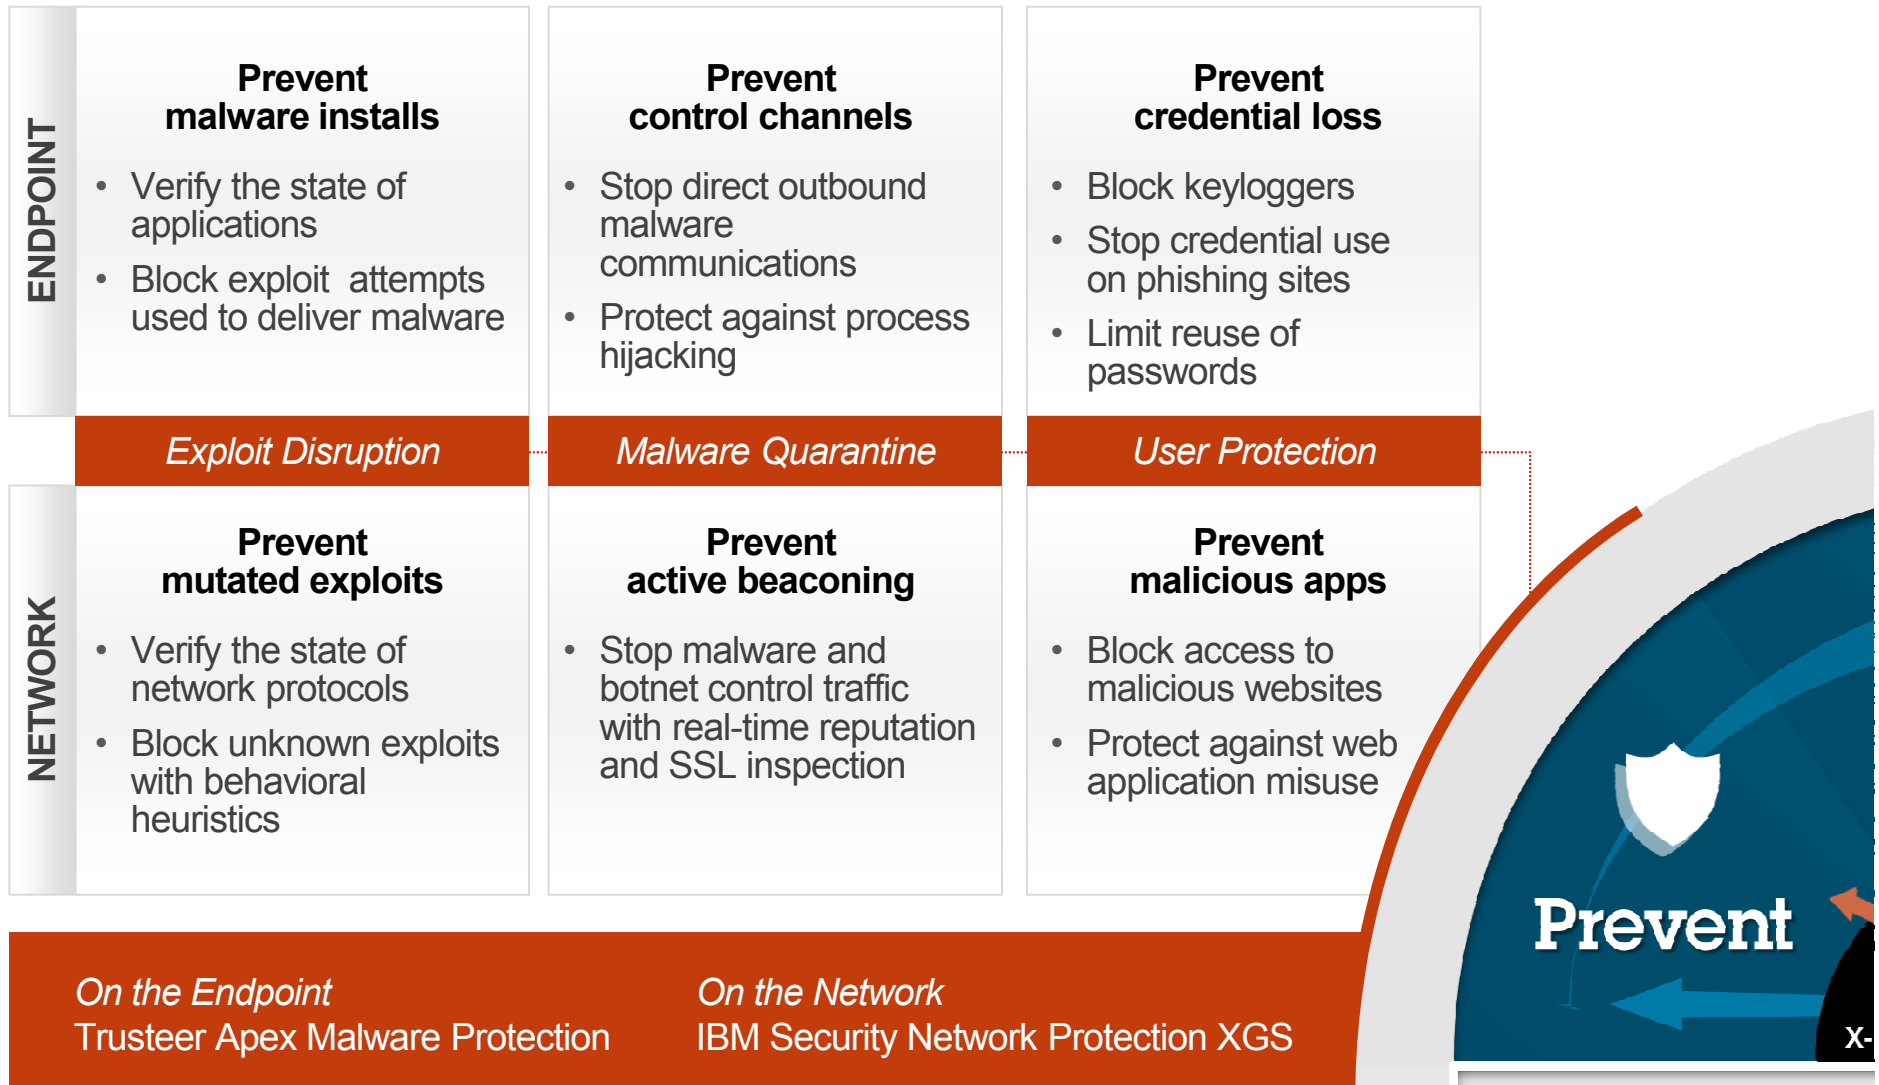 ENDPOINT
Prevent
malware installs
• Verify the state of
applications
• Block exploit attempts
used to deliver malware
Prevent
control channels
• Stop direct outbound
malware
communications
• Protect against process
hijacking
Prevent
credential loss
• Block keyloggers
• Stop credential use
on phishing sites
• Limit reuse of
passwords
Exploit Disruption
Malware Quarantine
User Protection
NETWORK
Prevent
mutated exploits
• Verify the state of
network protocols
• Block unknown exploits
with behavioral
heuristics
Prevent
active beaconing
• Stop malware and
botnet control traffic
with real-time reputation
and SSL inspection
Prevent
malicious apps
• Block access to
malicious websites
• Protect against web
application misuse
Prevent
X-
On the Endpoint
Trusteer Apex Malware Protection
On the Network
IBM Security Network Protection XGS